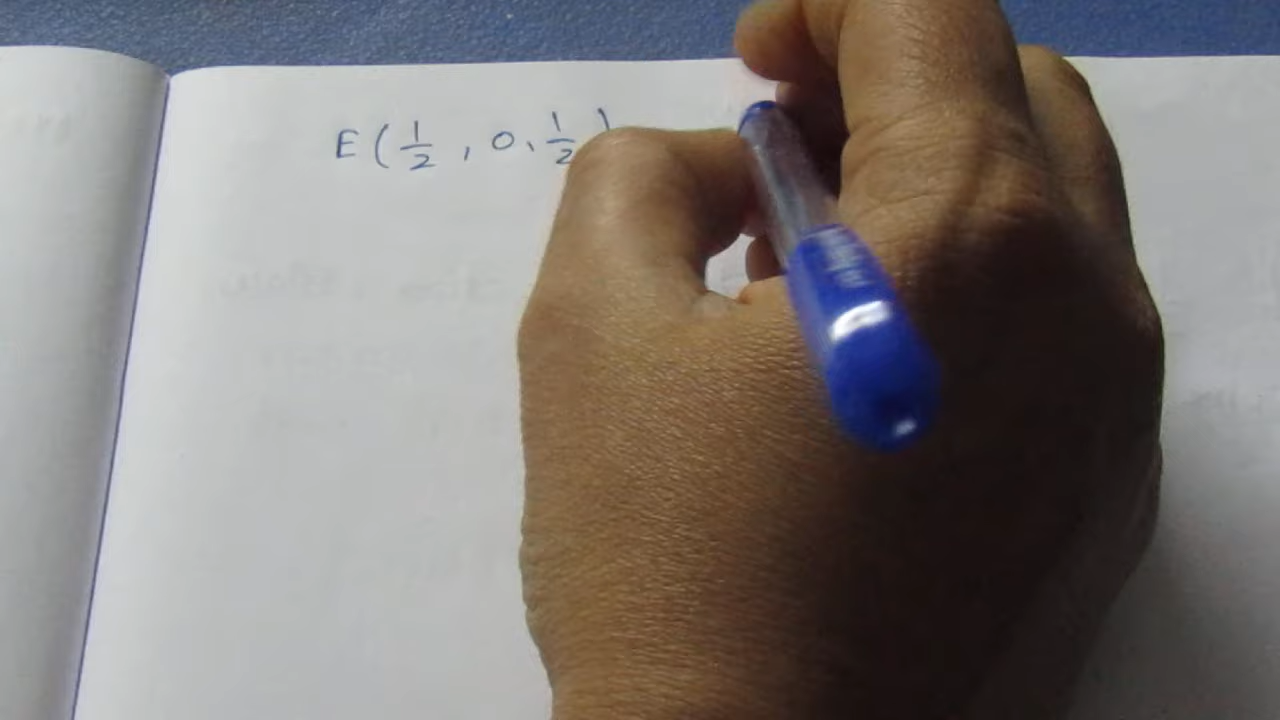 E(1/2, 0, 1/2)